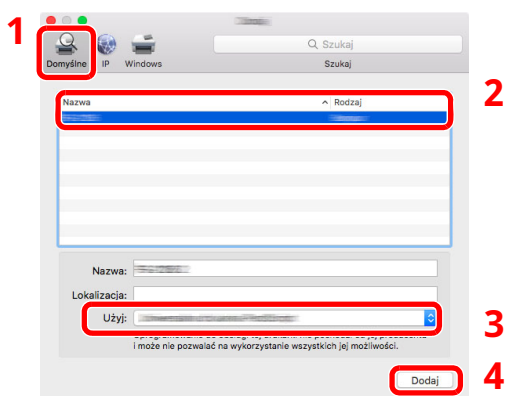 1
Szukaj
Domyślne IP Windows
Szukaj
2
Nazwa Rodzaj
Nazwa:
Lokalizacja:
Użyj:
3
i może nie pozwalać na wykorzystanie wszystkich jej możliwości.
Dodaj
4